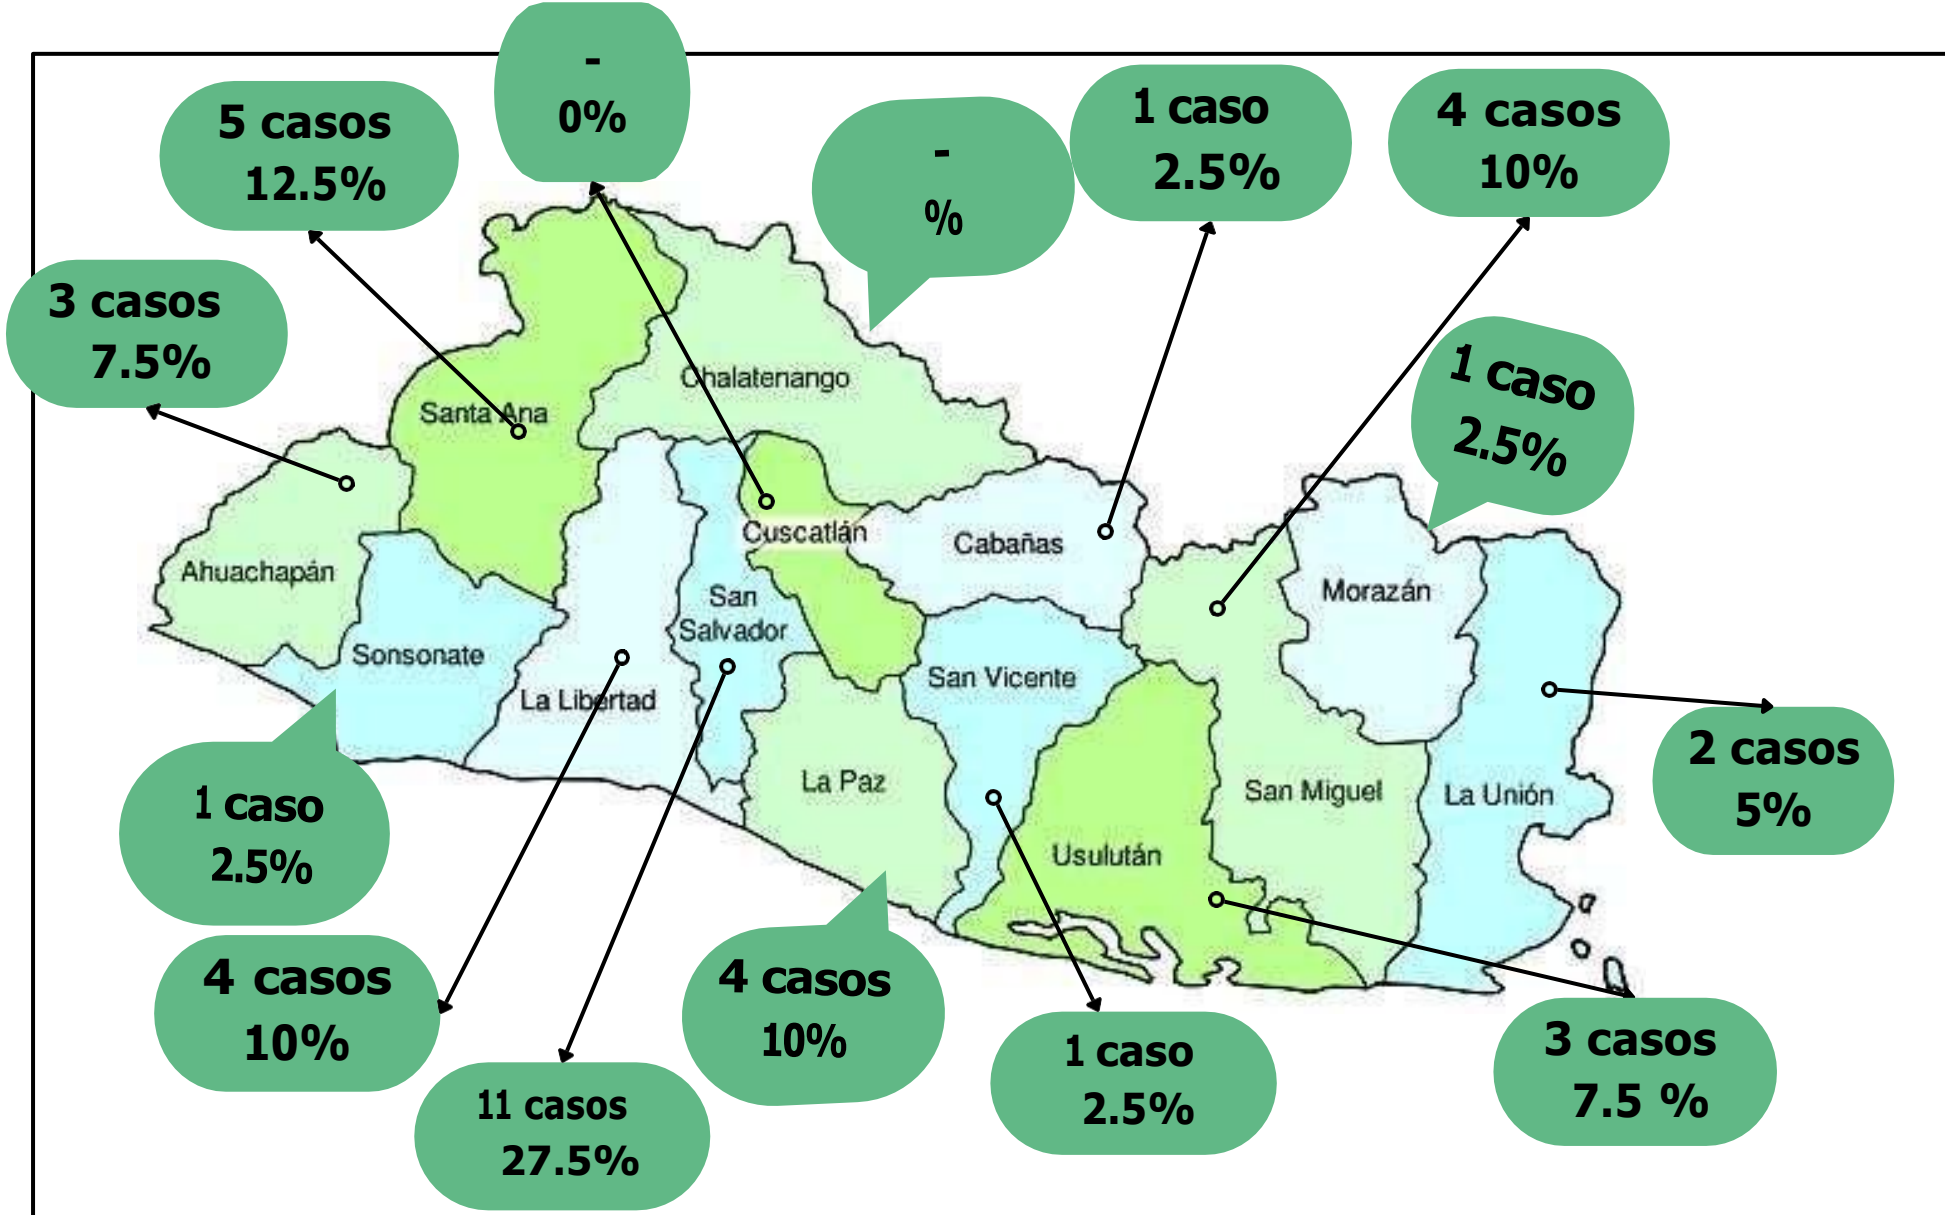 -
0%
5 casos
12.5%
-
%
1 caso
2.5%
4 casos
10%
3 casos
7.5%
1 caso
2.5%
Chalatenango
Santa Ana
Cuscatlán
Cabañas
Ahuachapán
Morazán
San
Salvador
Sonsonate
San Vicente
La Libertad
2 casos
5%
La Paz
San Miguel
La Unión
1 caso
2.5%
Usulután
4 casos
10%
4 casos
10%
1 caso
2.5%
3 casos
7.5 %
11 casos
27.5%